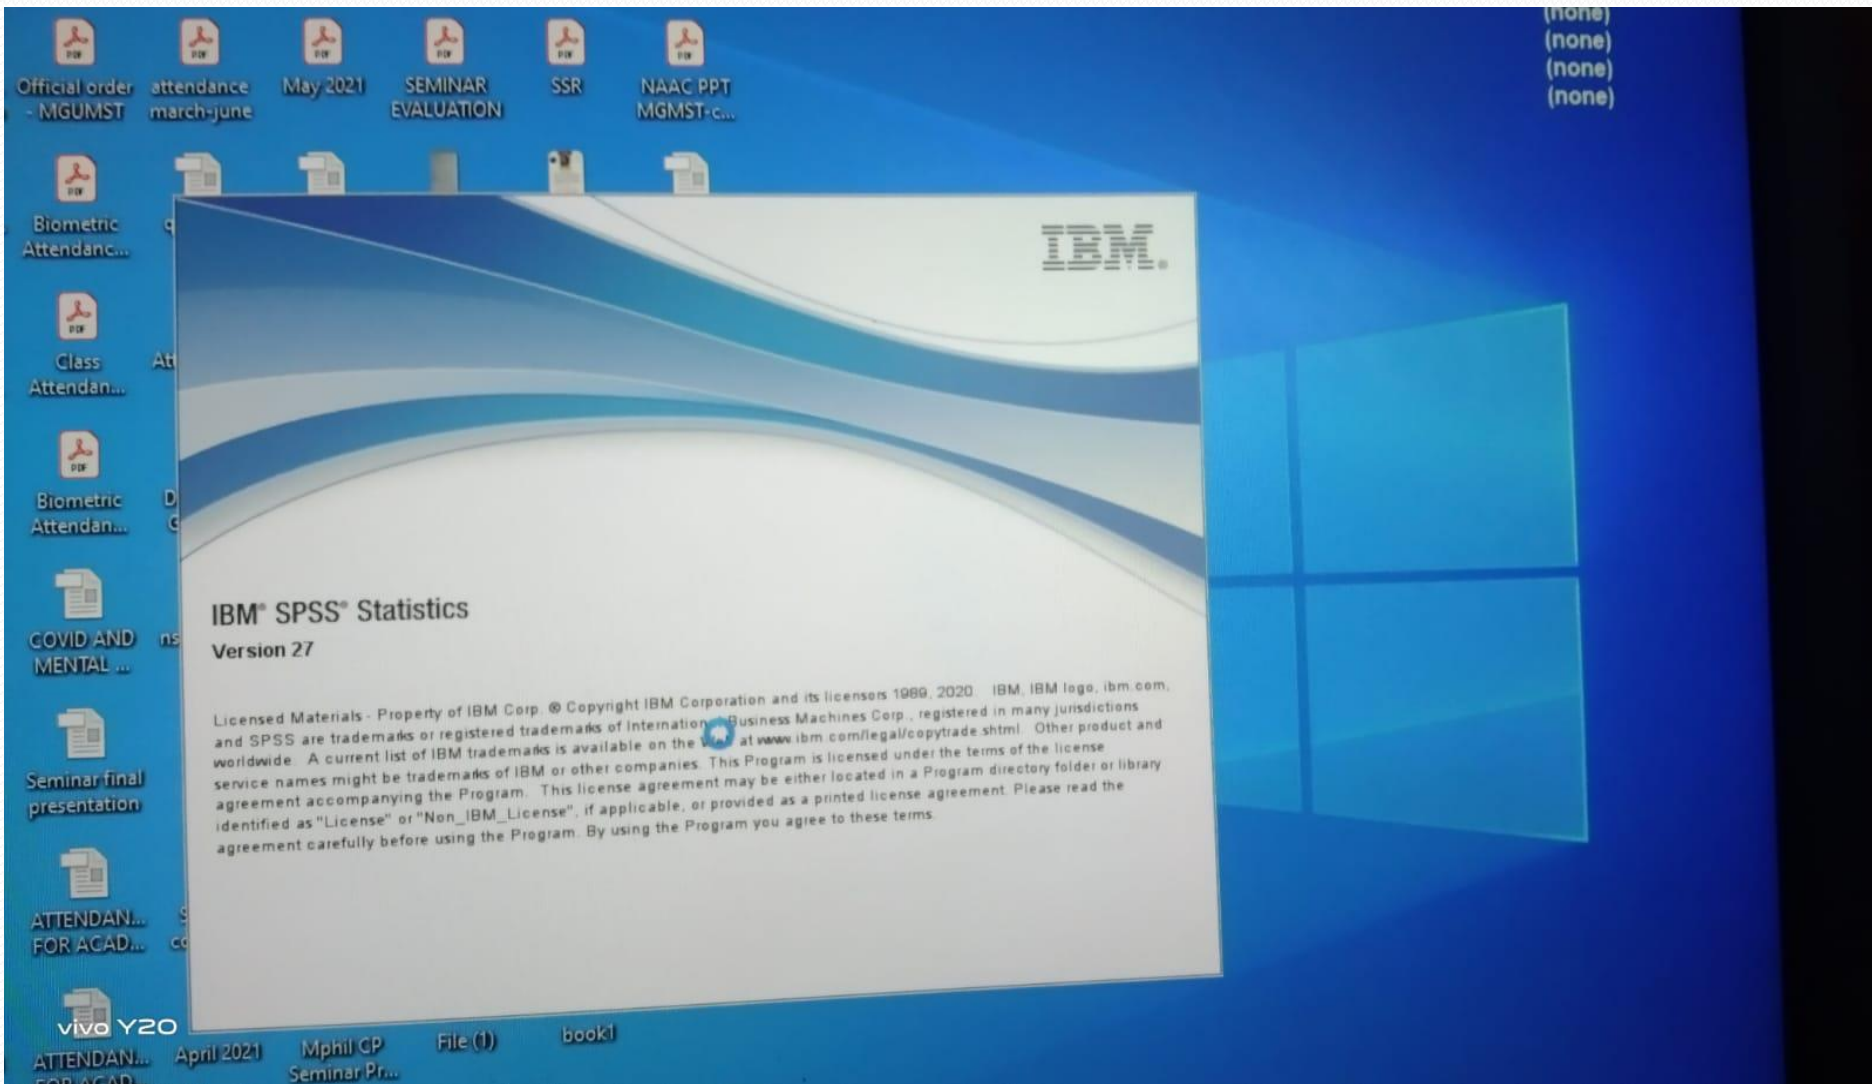 (none)
(none)
(none)
(none)
Official order
- MGUMST
attendance
march-june
May 2021
SEMINAR
EVALUATION
SSR
NAAC PPT
MGMST-c...
Biometric
Attendanc...
Class
Attendan...
Biometric
Attendan...
COVID AND
MENTAL ...
Seminar final
presentation
ATTENDAN...
FOR ACAD...
ATTENDAN...
FOR ACAD
April 2021
Mphil CP
Seminar Pr...
File (1)
book1
IBM®
IBM® SPSS® Statistics
Version 27
Licensed Materials - Property of IBM Corp. ® Copyright IBM Corporation and its licensors 1989, 2020. IBM, IBM logo, ibm.com,
and SPSS are trademarks or registered trademarks of Internation Business Machines Corp., registered in many jurisdictions
worldwide. A current list of IBM trademarks is available on the at www.ibm.com/legal/copytrade.shtml. Other product and
service names might be trademarks of IBM or other companies. This Program is licensed under the terms of the license
agreement accompanying the Program. This license agreement may be either located in a Program directory folder or library
identified as "License" or "Non_IBM_License", if applicable, or provided as a printed license agreement. Please read the
agreement carefully before using the Program. By using the Program you agree to these terms.
vivo Y20